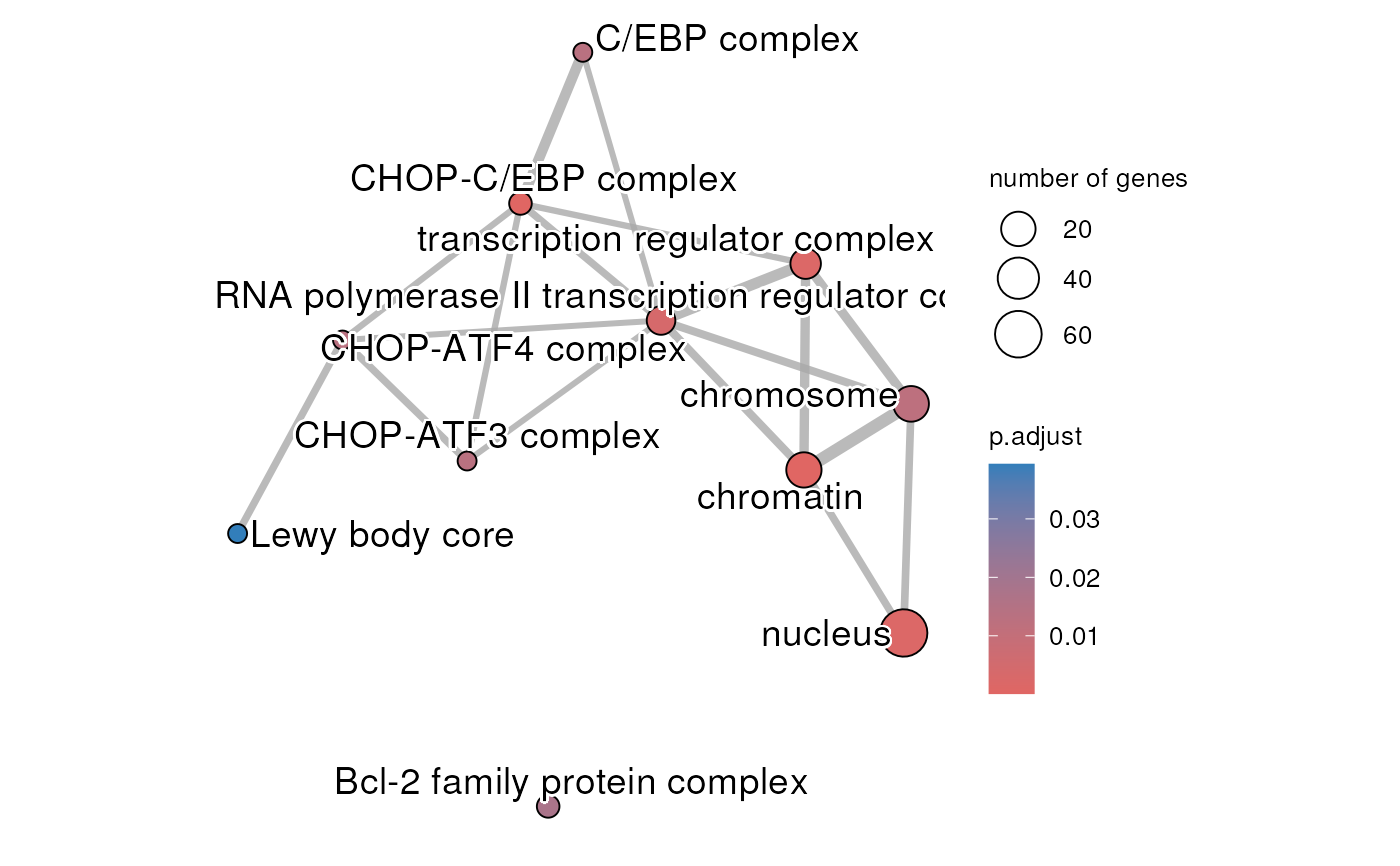 C/EBP complex
CHOP-C/EBP complex
transcription regulator complex
RNA polymerase II transcription regulator co
CHOP-ATF4 complex
chromosome
CHOP-ATF3 complex
chromatin
Lewy body core
nucleus
Bcl-2 family protein complex
number of genes
20
40
60
p.adjust
0.03
0.02
0.01